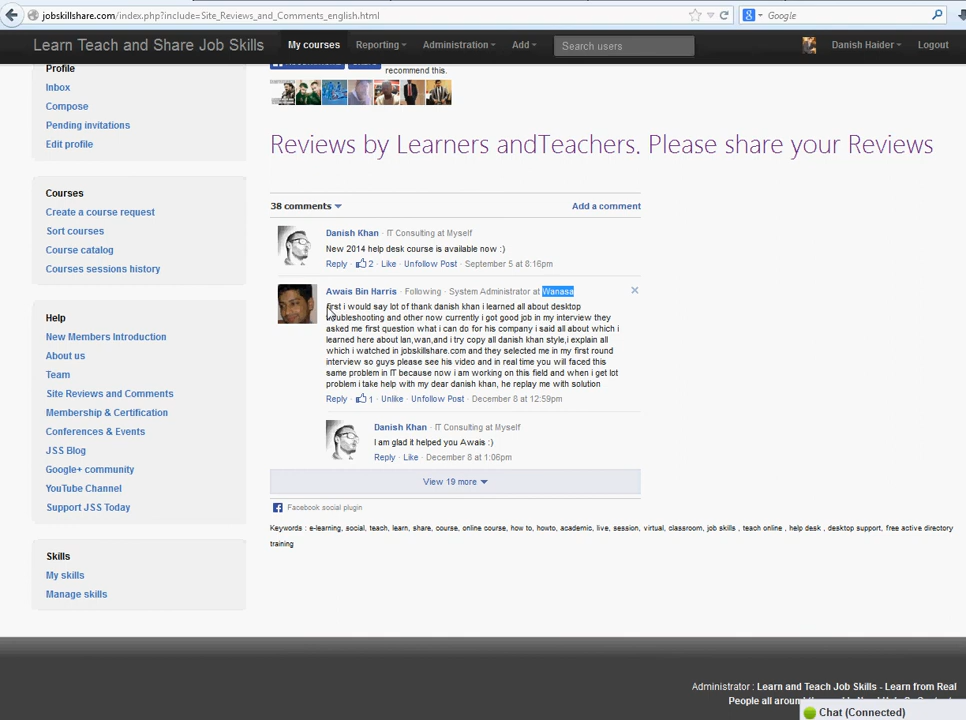 jobskillshare.com/index.php?include=Site_Reviews_and_Comments_english.html
Google
Learn Teach and Share Job Skills
My courses
Reporting
Administration
Add
Search users
Danish Haider
Logout
Profile
Inbox
Compose
Pending invitations
Edit profile
Courses
Create a course request
Sort courses
Course catalog
Courses sessions history
Help
New Members Introduction
About us
Team
Site Reviews and Comments
Membership & Certification
Conferences & Events
JSS Blog
Google+ community
YouTube Channel
Support JSS Today
Skills
My skills
Manage skills
recommend this.
Reviews by Learners andTeachers. Please share your Reviews
38 comments
Add a comment
Danish Khan · IT Consulting at Myself
New 2014 help desk course is available now :)
Reply · 2 · Like · Unfollow Post · September 5 at 8:16pm
Awais Bin Harris · Following · System Administrator at Wanasa
first i would say lot of thank danish khan i learned all about desktop
troubleshooting and other now currently i got good job in my interview they
asked me first question what i can do for his company i said all about which i
learned here about lan,wan,and i try copy all danish khan style,i explain all
which i watched in jobskillshare.com and they selected me in my first round
interview so guys please see his video and in real time you will faced this
same problem in IT because now i am working on this field and when i get lot
problem i take help with my dear danish khan, he replay me with solution
Reply · 1 · Unlike · Unfollow Post · December 8 at 12:59pm
Danish Khan · IT Consulting at Myself
I am glad it helped you Awais :)
Reply · Like · December 8 at 1:06pm
View 19 more
Facebook social plugin
Keywords : e-learning, social, teach, learn, share, course, online course, how to, howto, academic, live, session, virtual, classroom, job skills , teach online , help desk , desktop support, free active directory
training
Administrator : Learn and Teach Job Skills - Learn from Real
People all around
Chat (Connected)